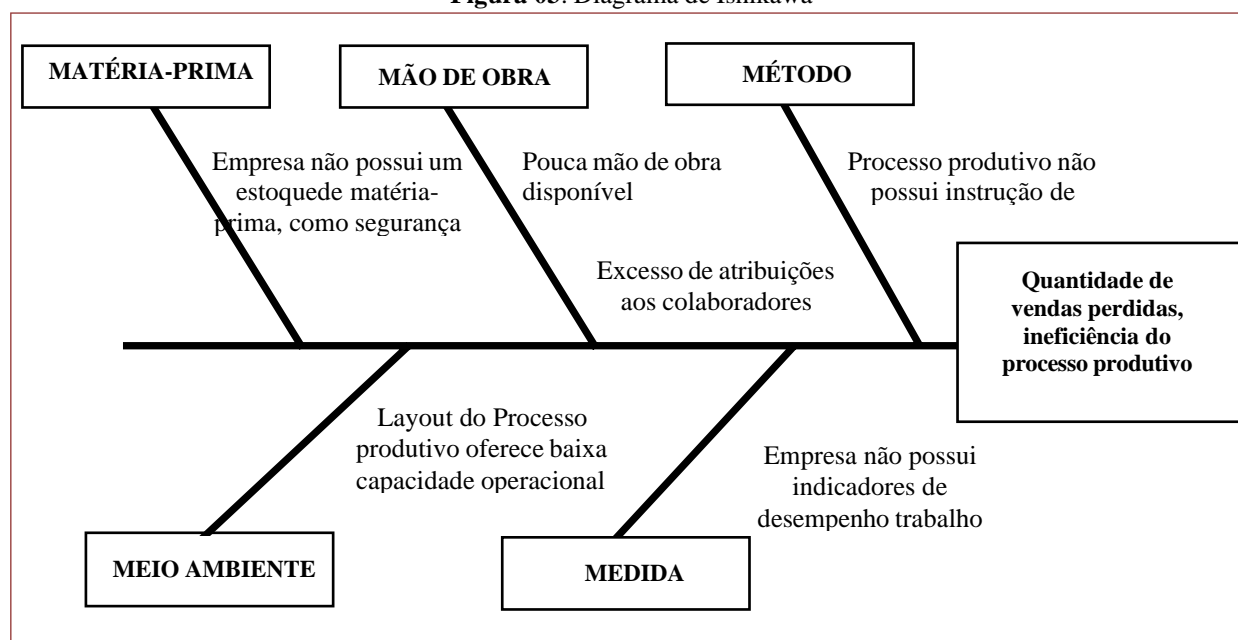 Figura 03. Diagrama de Ishikawa
MATÉRIA-PRIMA
MÃO DE OBRA
MÉTODO
Empresa não possui um
estoquede matéria-
prima, como segurança
Pouca mão de obra
disponível
Processo produtivo não
possui instrução de
Excesso de atribuições
aos colaboradores
Quantidade de
vendas perdidas,
ineficiência do
processo produtivo
Layout do Processo
produtivo oferece baixa
capacidade operacional
Empresa não possui
indicadores de
desempenho trabalho
MEIO AMBIENTE
MEDIDA